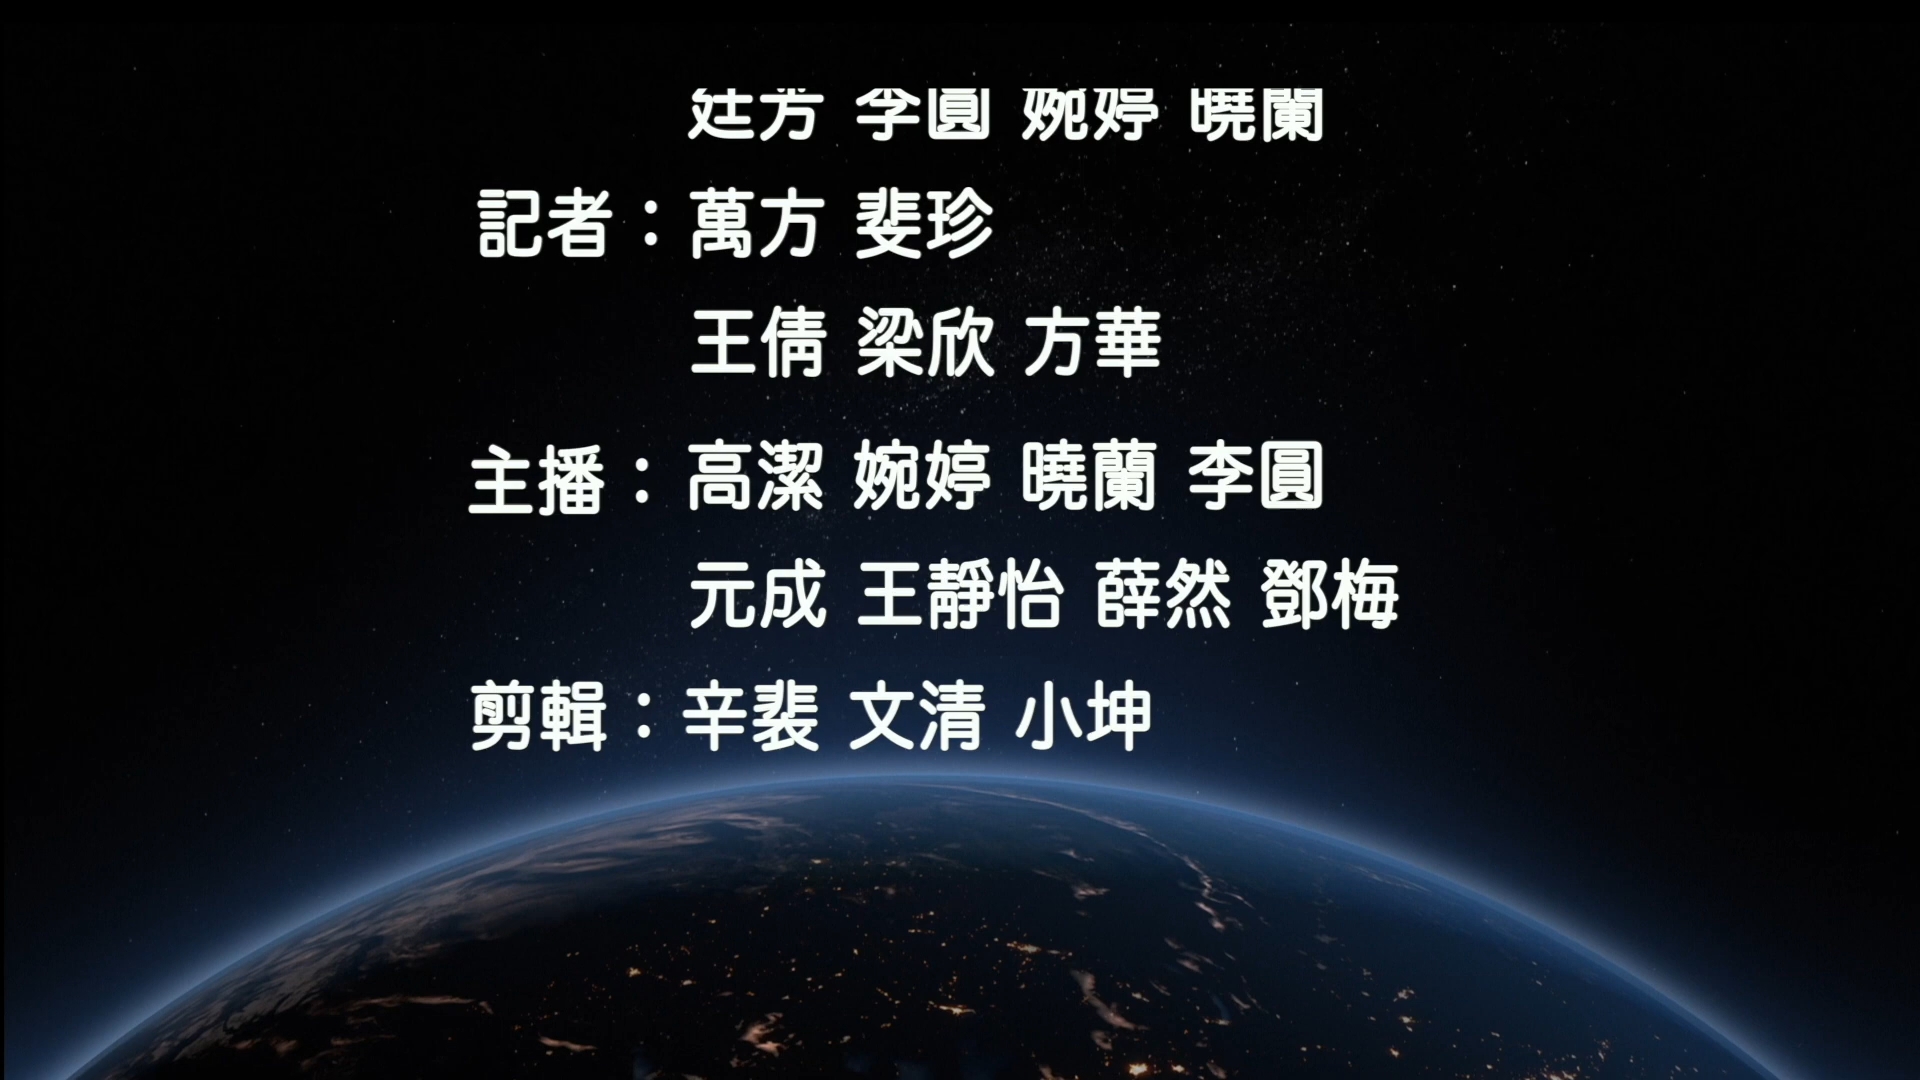 廷芳 李圓 婉婷 曉蘭
記者：萬方 斐珍
王倩 梁欣 方華
主播：高潔 婉婷 曉蘭 李圓
元成 王靜怡 薛然 鄧梅
剪輯：辛裴 文清 小坤